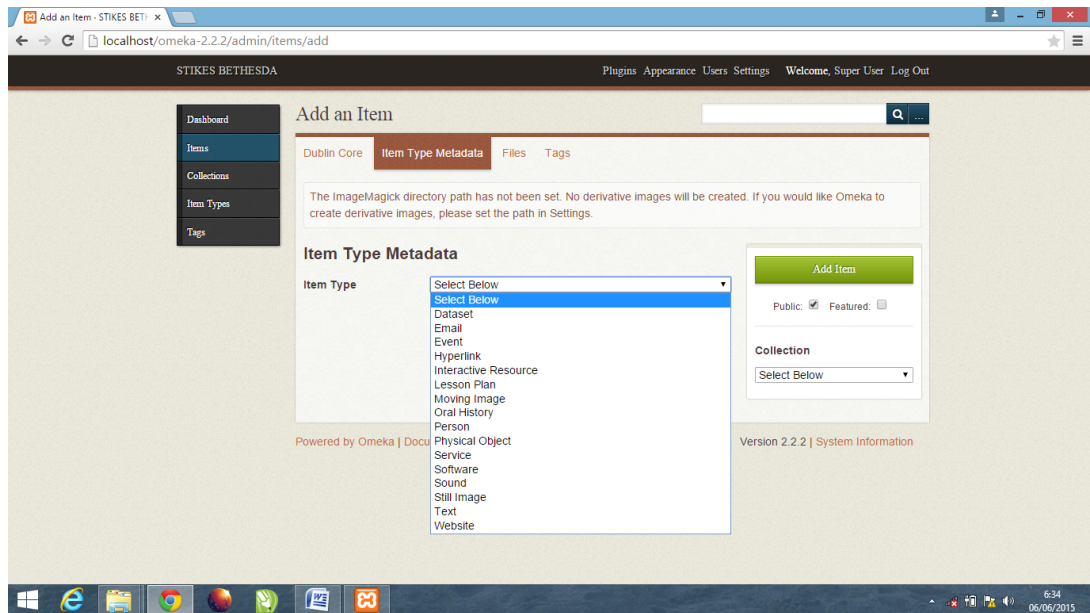 Add an Item · STIKES BETH
localhost/omeka-2.2.2/admin/items/add
STIKES BETHESDA
Plugins Appearance Users Settings Welcome, Super User Log Out
Dashboard
Items
Collections
Item Types
Tags
Add an Item
...
Dublin Core Item Type Metadata Files Tags
The ImageMagick directory path has not been set. No derivative images will be created. If you would like Omeka to
create derivative images, please set the path in Settings.
Item Type Metadata
Item Type
Select Below
Select Below
Dataset
Email
Event
Hyperlink
Interactive Resource
Lesson Plan
Moving Image
Oral History
Person
Physical Object
Service
Software
Sound
Still Image
Text
Website
Add Item
Public: Featured:
Collection
Select Below
Powered by Omeka | Docu
Version 2.2.2 | System Information
6:34
06/06/2015